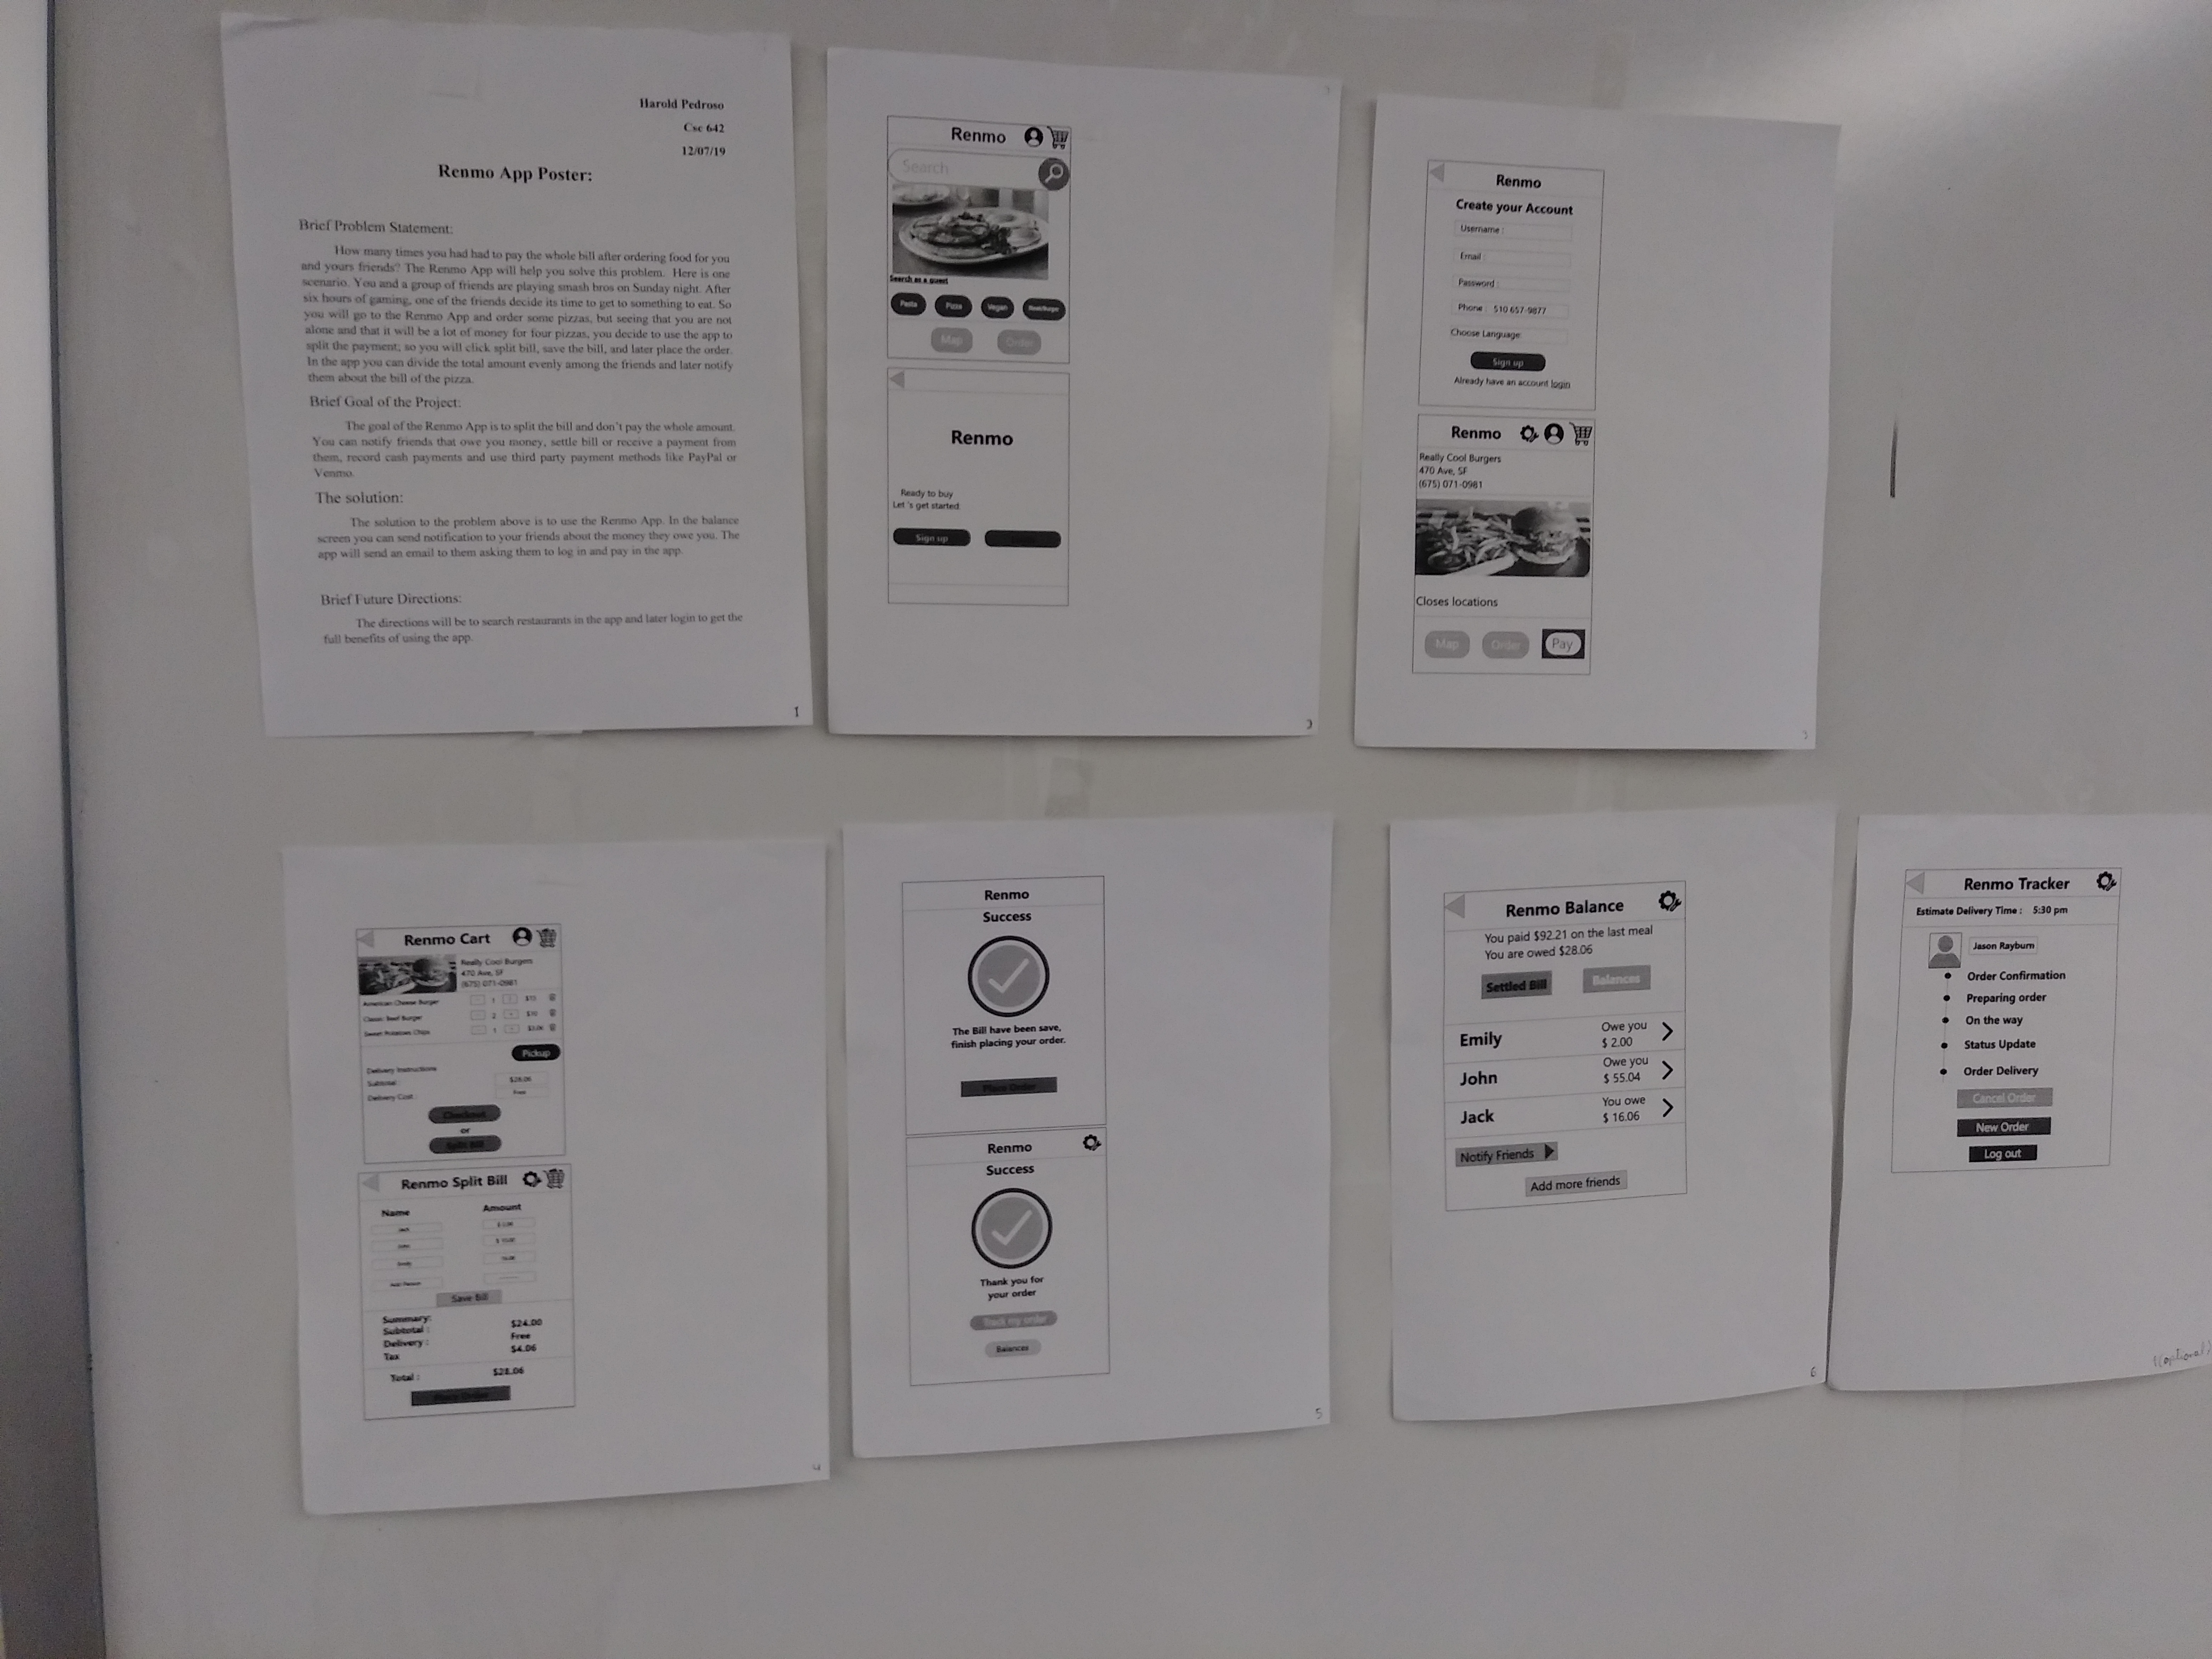 Harold Pedroso
Csc 642
12/07/19
Renmo App Poster:
Brief Problem Statement:
How many times you had had to pay the whole bill after ordering food for you
and yours friends? The Renmo App will help you solve this problem. Here is one
scenario. You and a group of friends are playing smash bros on Sunday night. After
six hours of gaming, one of the friends decide its time to get to something to eat. So
you will go to the Renmo App and order some pizzas, but seeing that you are not
alone and that it will be a lot of money for four pizzas, you decide to use the app to
split the payment; so you will click split bill, save the bill, and later place the order.
In the app you can divide the total amount evenly among the friends and later notify
them about the bill of the pizza.
Brief Goal of the Project:
The goal of the Renmo App is to split the bill and don't pay the whole amount.
You can notify friends that owe you money, settle bill or receive a payment from
them, record cash payments and use third party payment methods like PayPal or
Venmo.
The solution:
The solution to the problem above is to use the Renmo App. In the balance
screen you can send notification to your friends about the money they owe you. The
app will send an email to them asking them to log in and pay in the app.
Brief Future Directions:
The directions will be to search restaurants in the app and later login to get the
full benefits of using the app.
1
Renmo
Search
Search as a guest
Pasta Pizza Vegan
Map Order
Renmo
Ready to buy
Let 's get started
Sign up
Renmo
Create your Account
Username :
Email :
Password :
Phone : 510 657-9877
Choose Language:
Sign up
Already have an account login
Renmo
Really Cool Burgers
470 Ave, SF
(675) 071-0981
Closes locations
Map Order Pay
Renmo Cart
Really Cool Burgers
470 Ave, SF
(675) 071-0981
American Cheese Burger 1 $10
Classic Beef Burger 2 $10
Sweet Potatoes Chips 1
Pickup
Delivery Instructions
Subtotal : $28.06
Delivery Cost : Free
Checkout
or
Split Bill
Renmo Split Bill
Name Amount
Jack
John
Emily
Add Person
Save Bill
Summary:
Subtotal : $24.00
Delivery : Free
Tax $4.06
Total : $28.06
Place Order
4
Renmo
Success
The Bill have been save,
finish placing your order.
Place Order
Renmo
Success
Thank you for
your order
Track my order
Balances
5
Renmo Balance
You paid $92.21 on the last meal
You are owed $28.06
Settled Bill Balances
Emily Owe you $ 2.00
John Owe you $ 55.04
Jack You owe $ 16.06
Notify Friends
Add more friends
6
Renmo Tracker
Estimate Delivery Time : 5:30 pm
Jason Rayburn
Order Confirmation
Preparing order
On the way
Status Update
Order Delivery
Cancel Order
New Order
Log out
(optional)